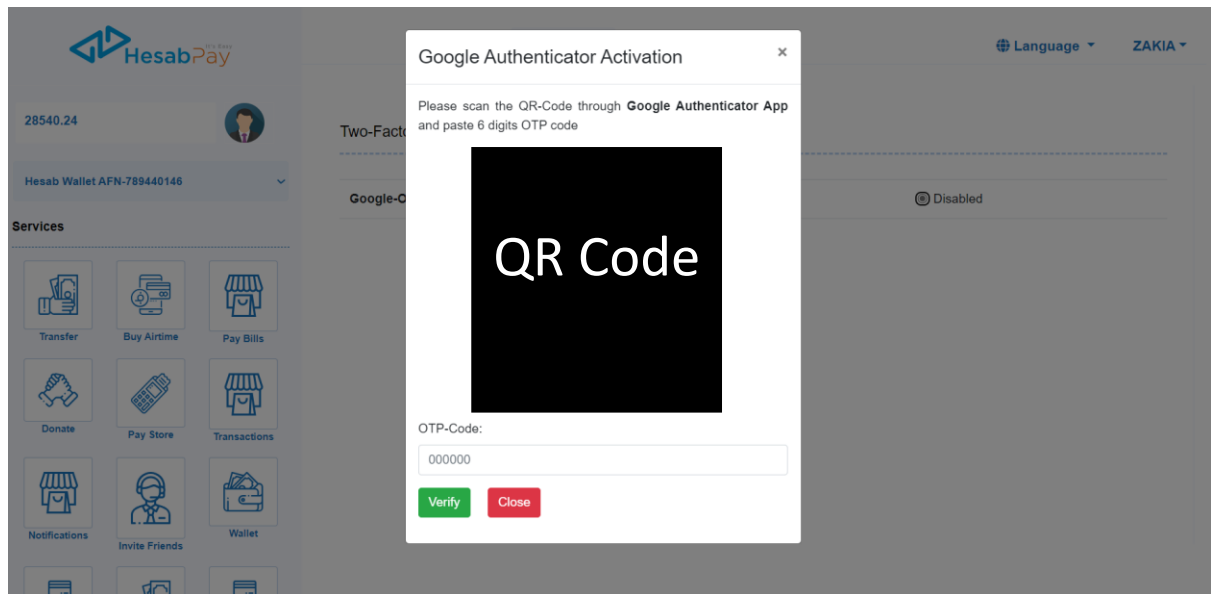 It's Easy
HesabPay
Language
ZAKIA
28540.24
Hesab Wallet AFN-789440146
Services
Transfer
Buy Airtime
Pay Bills
Donate
Pay Store
Transactions
Notifications
Invite Friends
Wallet
Two-Facto
Google-O
Disabled
Google Authenticator Activation
×
Please scan the QR-Code through Google Authenticator App
and paste 6 digits OTP code
QR Code
OTP-Code:
000000
Verify
Close